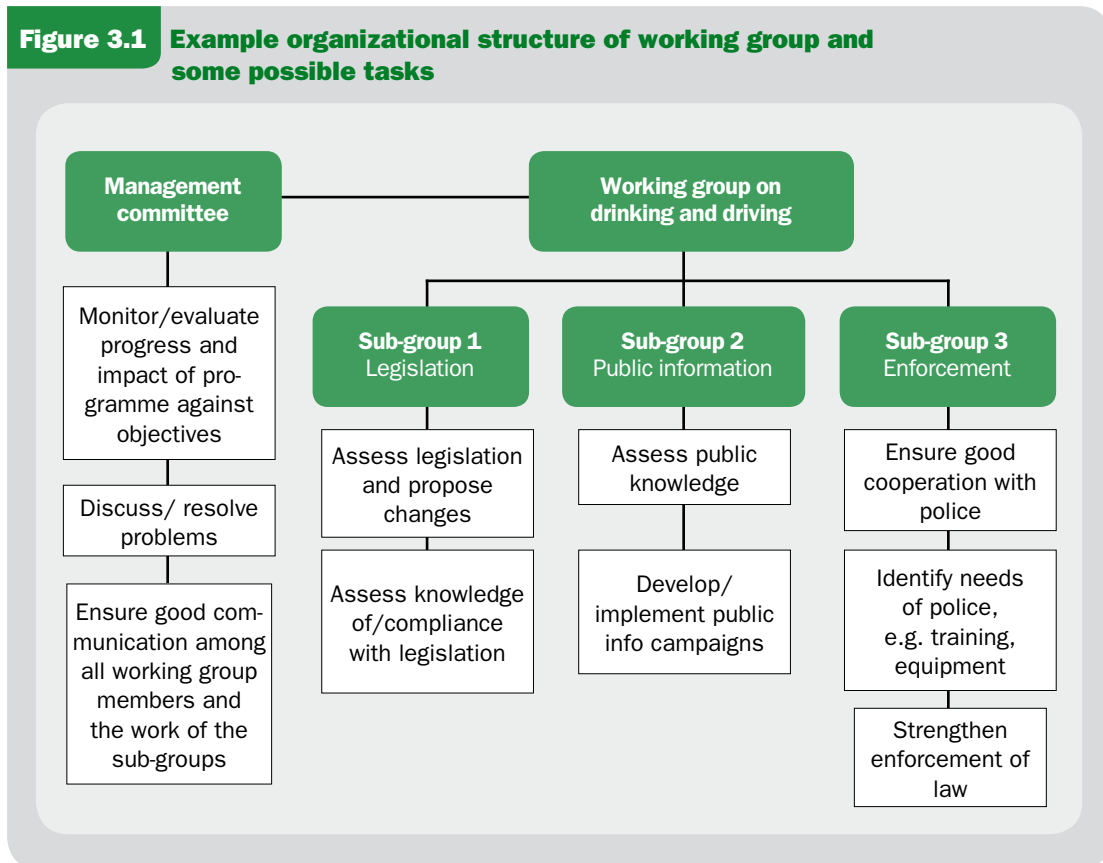 Figure 3.1
Example organizational structure of working group and
some possible tasks
Management
committee
Working group on
drinking and driving
Monitor/evaluate
progress and
impact of pro-
gramme against
objectives
Discuss/ resolve
problems
Ensure good com-
munication among
all working group
members and
the work of the
sub-groups
Sub-group 1
Legislation
Assess legislation
and propose
changes
Assess knowledge
of/compliance
with legislation
Sub-group 2
Public information
Assess public
knowledge
Develop/
implement public
info campaigns
Sub-group 3
Enforcement
Ensure good
cooperation with
police
Identify needs
of police,
e.g. training,
equipment
Strengthen
enforcement of
law